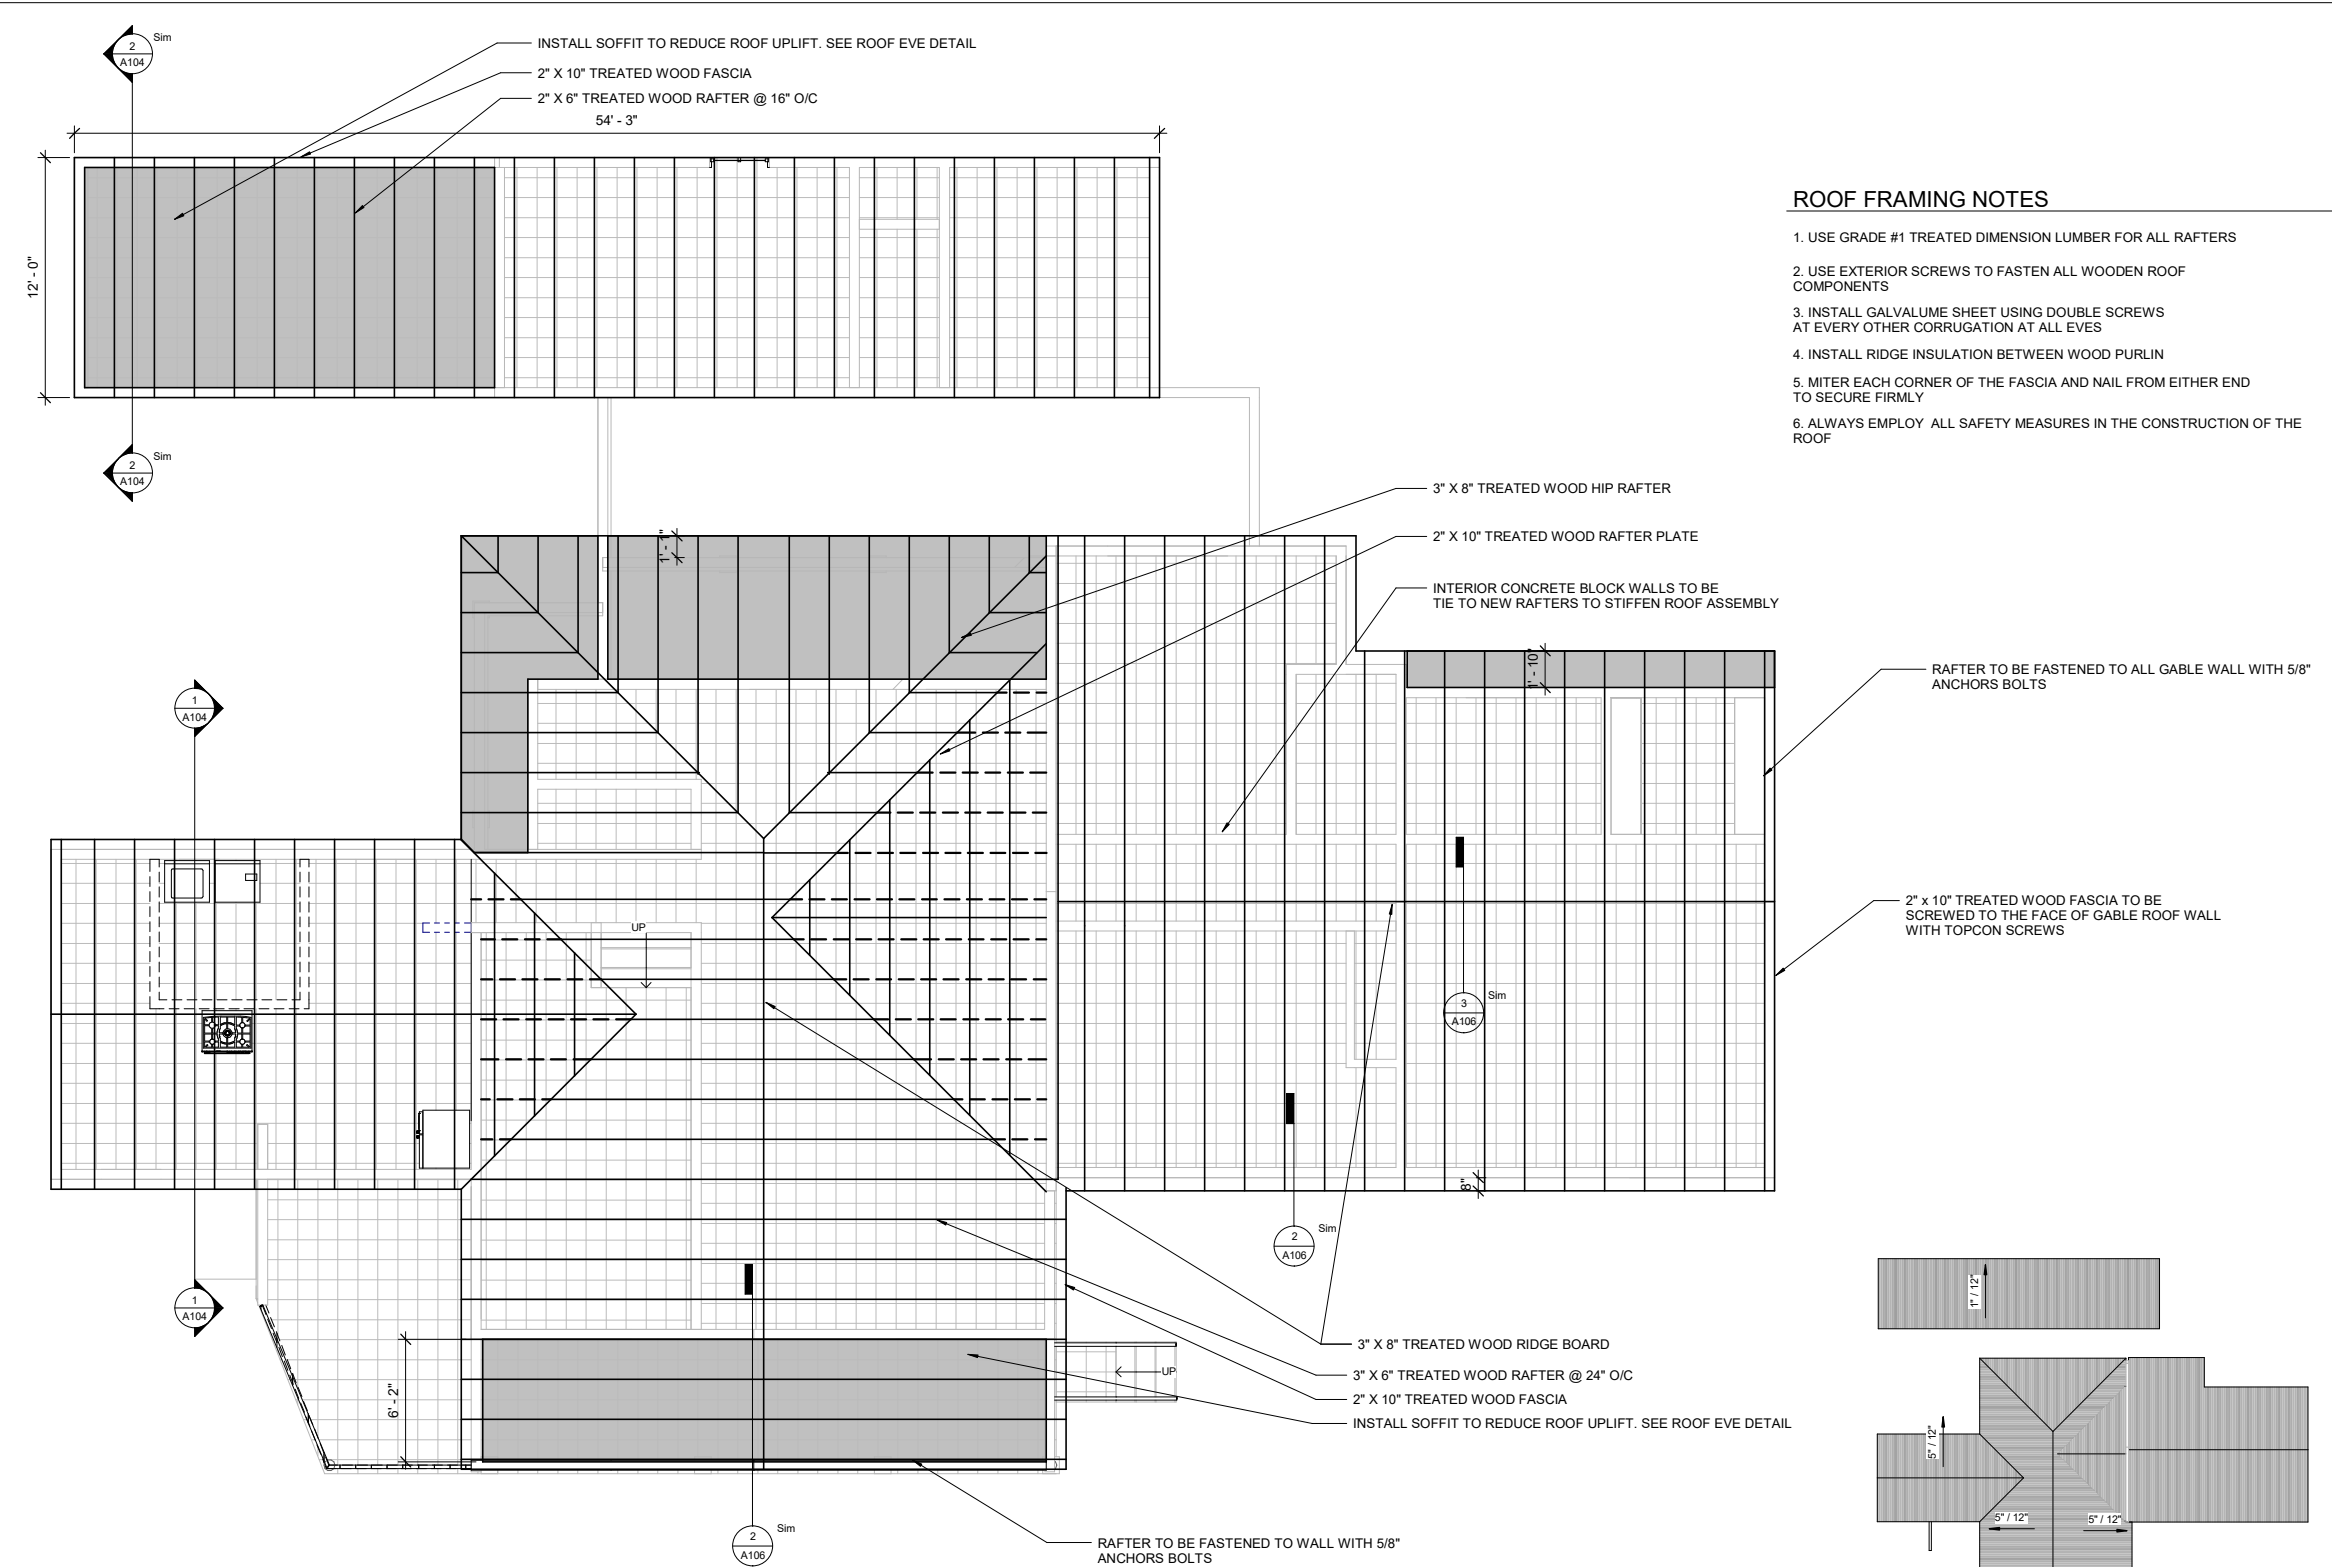 2
A104
Sim
INSTALL SOFFIT TO REDUCE ROOF UPLIFT. SEE ROOF EVE DETAIL
2" X 10" TREATED WOOD FASCIA
2" X 6" TREATED WOOD RAFTER @ 16" O/C
54' - 3"
12' - 0"
2
A104
Sim
ROOF FRAMING NOTES
1. USE GRADE #1 TREATED DIMENSION LUMBER FOR ALL RAFTERS
2. USE EXTERIOR SCREWS TO FASTEN ALL WOODEN ROOF
COMPONENTS
3. INSTALL GALVALUME SHEET USING DOUBLE SCREWS
AT EVERY OTHER CORRUGATION AT ALL EVES
4. INSTALL RIDGE INSULATION BETWEEN WOOD PURLIN
5. MITER EACH CORNER OF THE FASCIA AND NAIL FROM EITHER END
TO SECURE FIRMLY
6. ALWAYS EMPLOY ALL SAFETY MEASURES IN THE CONSTRUCTION OF THE
ROOF
3" X 8" TREATED WOOD HIP RAFTER
2" X 10" TREATED WOOD RAFTER PLATE
INTERIOR CONCRETE BLOCK WALLS TO BE
TIE TO NEW RAFTERS TO STIFFEN ROOF ASSEMBLY
1' - 1"
1' - 10"
RAFTER TO BE FASTENED TO ALL GABLE WALL WITH 5/8"
ANCHORS BOLTS
1
A104
2" x 10" TREATED WOOD FASCIA TO BE
SCREWED TO THE FACE OF GABLE ROOF WALL
WITH TOPCON SCREWS
UP
3
A106
Sim
8"
2
A106
Sim
1
A104
3" X 8" TREATED WOOD RIDGE BOARD
3" X 6" TREATED WOOD RAFTER @ 24" O/C
2" X 10" TREATED WOOD FASCIA
INSTALL SOFFIT TO REDUCE ROOF UPLIFT. SEE ROOF EVE DETAIL
UP
6' - 2"
RAFTER TO BE FASTENED TO WALL WITH 5/8"
ANCHORS BOLTS
2
A106
Sim
1" / 12"
5" / 12"
5" / 12"
5" / 12"